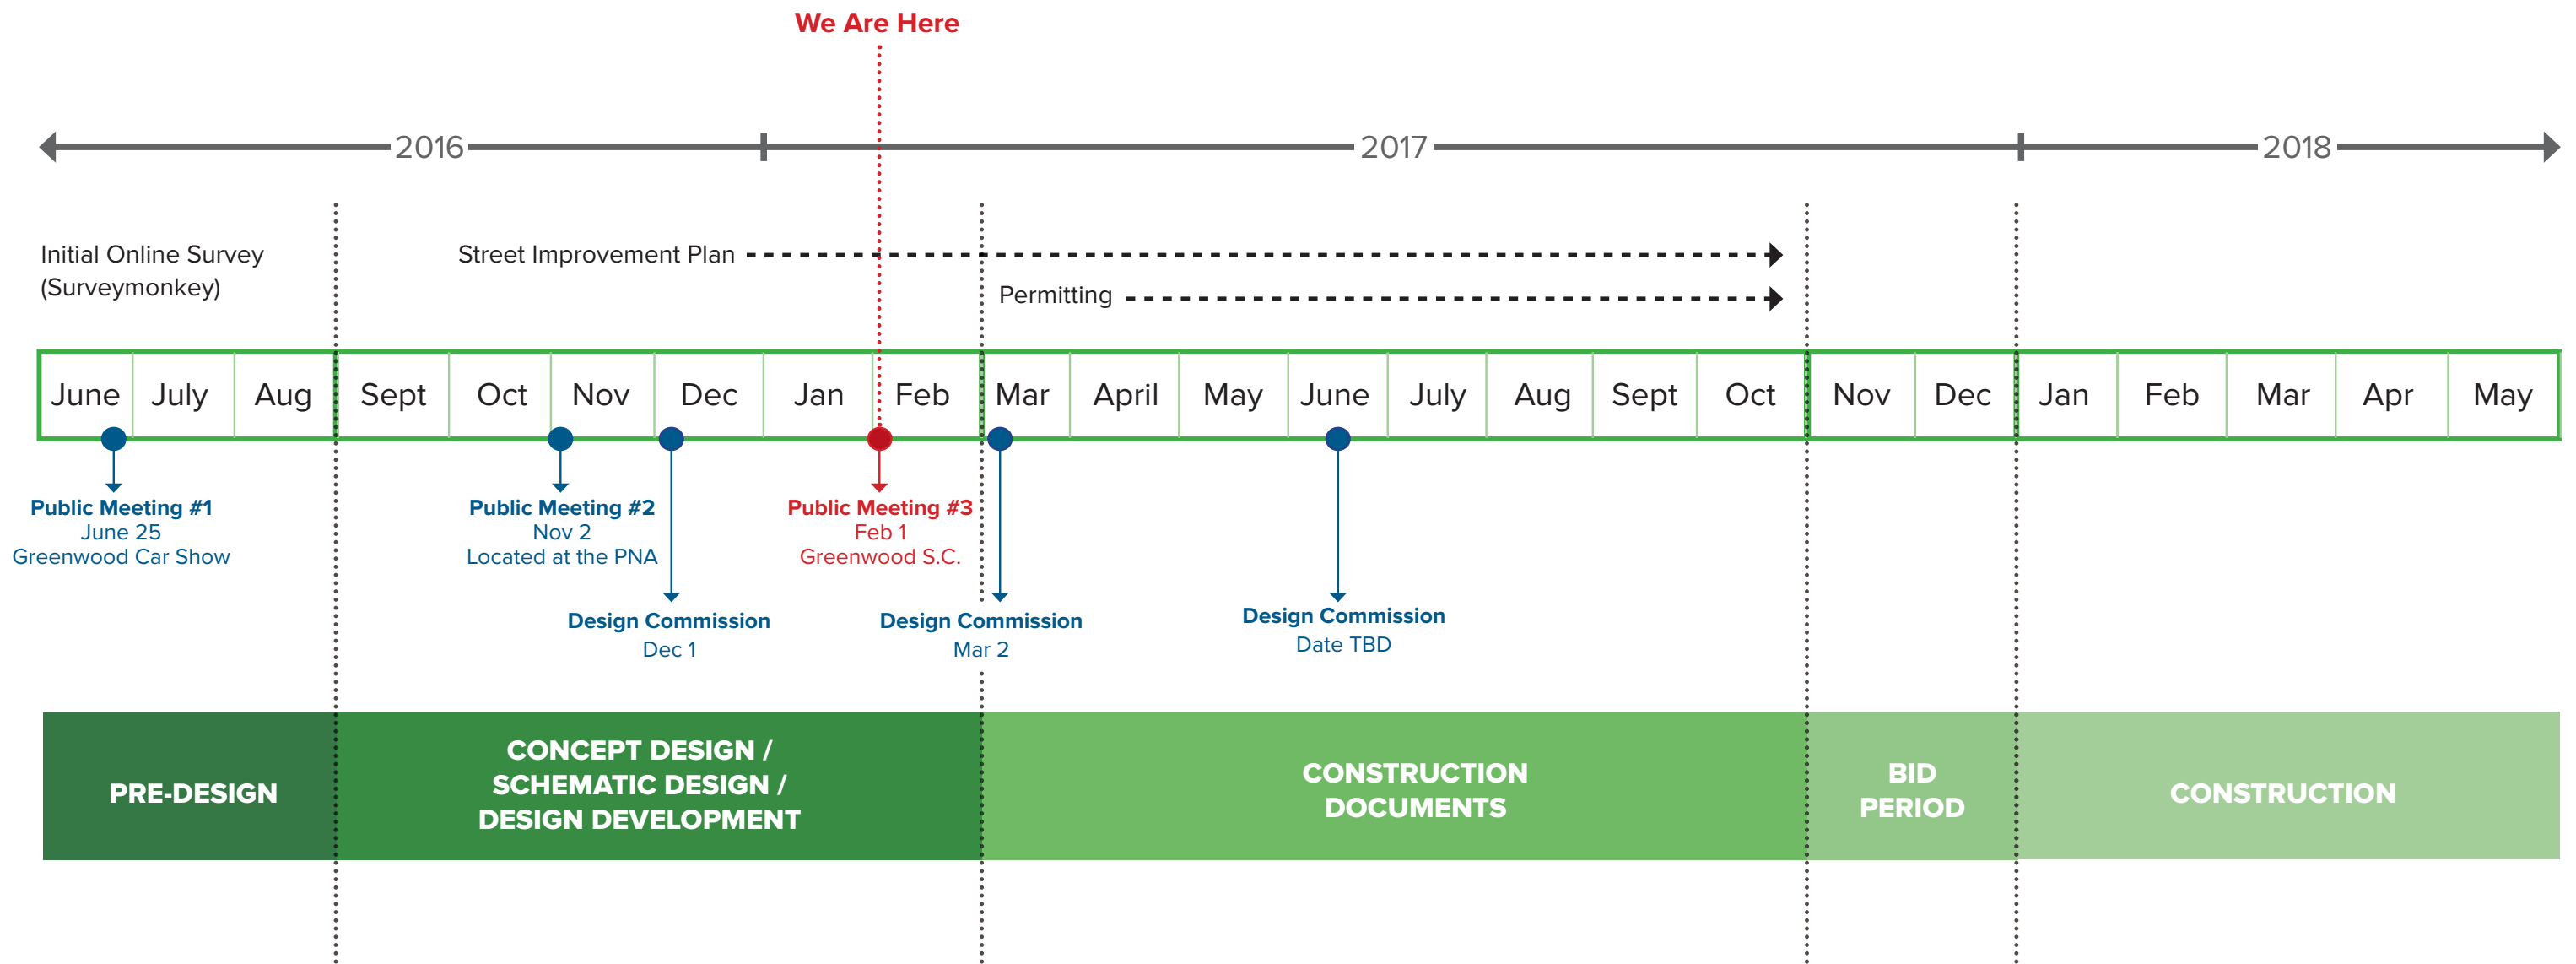 We Are Here
2016 2017 2018
Initial Online Survey
(Surveymonkey)
Street Improvement Plan
Permitting
June July Aug Sept Oct Nov Dec Jan Feb Mar April May June July Aug Sept Oct Nov Dec Jan Feb Mar Apr May
Public Meeting #1
June 25
Greenwood Car Show
Public Meeting #2
Nov 2
Located at the PNA
Public Meeting #3
Feb 1
Greenwood S.C.
Design Commission
Dec 1
Design Commission
Mar 2
Design Commission
Date TBD
PRE-DESIGN
CONCEPT DESIGN /
SCHEMATIC DESIGN /
DESIGN DEVELOPMENT
CONSTRUCTION
DOCUMENTS
BID
PERIOD
CONSTRUCTION